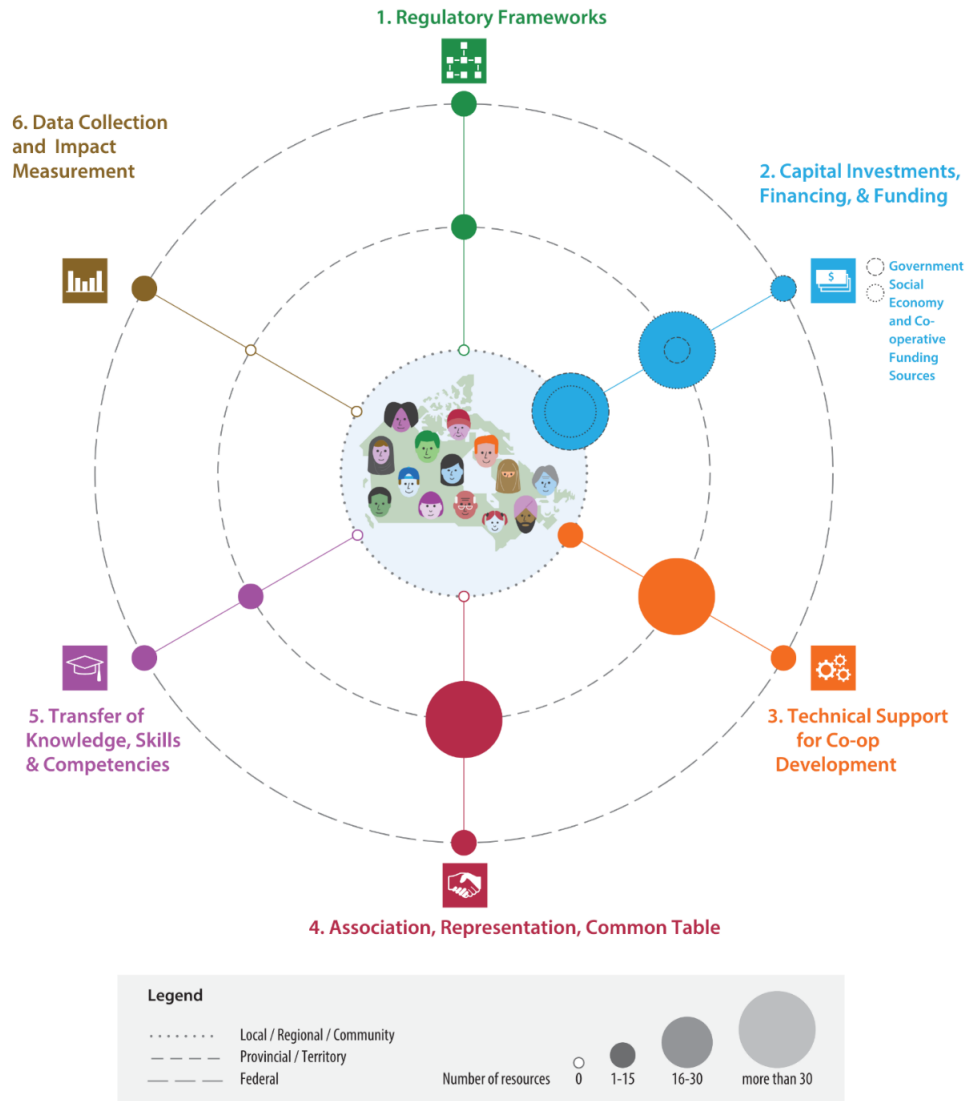 1. Regulatory Frameworks
6. Data Collection
and Impact
Measurement
2. Capital Investments,
Financing, & Funding
$
Government
Social
Economy
and Co-
operative
Funding
Sources
5. Transfer of
Knowledge, Skills
& Competencies
3. Technical Support
for Co-op
Development
4. Association, Representation, Common Table
Legend
Local / Regional / Community
Provincial / Territory
Federal
Number of resources 0 1-15 16-30 more than 30